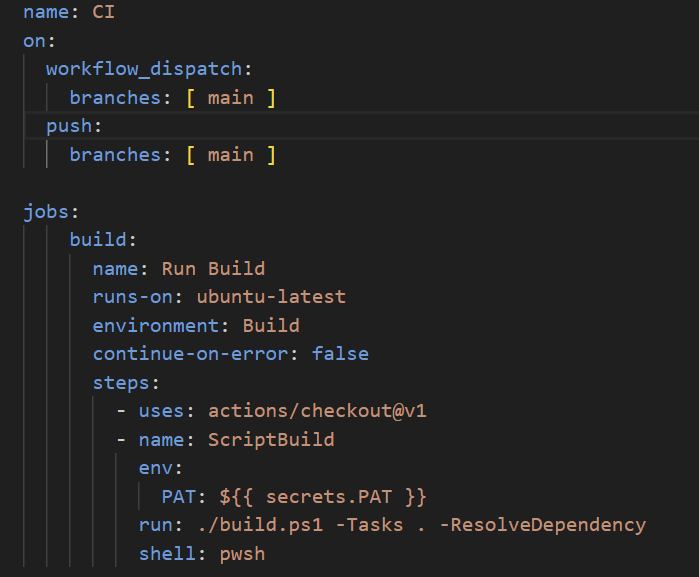 name: CI
on:
workflow_dispatch:
branches: [ main ]
push:
branches: [ main ]
jobs:
build:
name: Run Build
runs-on: ubuntu-latest
environment: Build
continue-on-error: false
steps:
- uses: actions/checkout@v1
- name: ScriptBuild
env:
PAT: ${{ secrets.PAT }}
run: ./build.ps1 -Tasks . -ResolveDependency
shell: pwsh